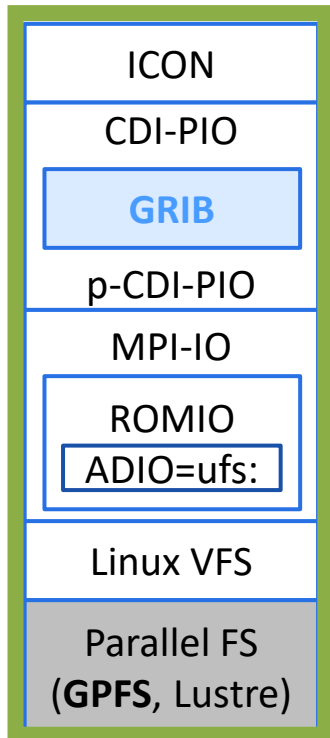 ICON
CDI-PIO
GRIB
p-CDI-PIO
MPI-IO
ROMIO
ADIO=ufs:
Linux VFS
Parallel FS
(GPFS, Lustre)